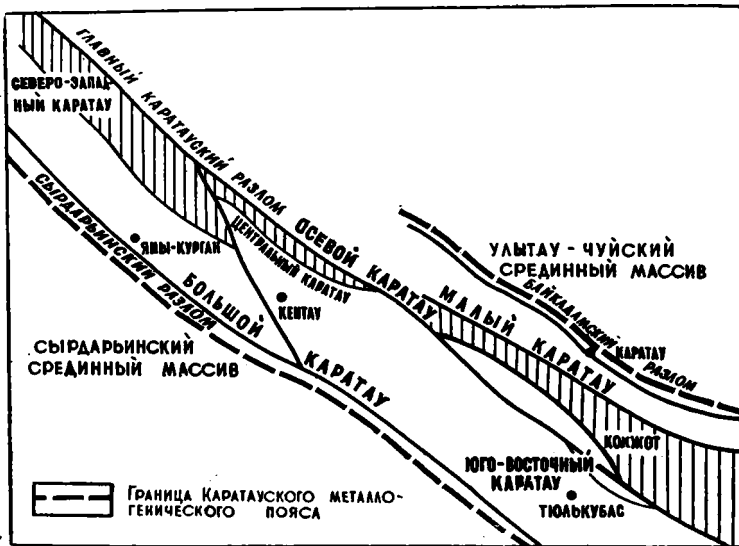 ГЛАВНЫЙ КАРАТАУСКИЙ РАЗЛОМ
СЕВЕРО-ЗАПАД-
НЫЙ КАРАТАУ
ОСЕВОЙ КАРАТАУ
ЦЕНТРАЛЬНЫЙ КАРАТАУ
УЛЫТАУ - ЧУЙСКИЙ
СРЕДИННЫЙ МАССИВ
БАЙКАДАМСКИЙ
РАЗЛОМ
КАРАТАУ
МАЛЫЙ КАРАТАУ
ЯНЫ-КУРГАН
КЕНТАУ
СЫРДАРЬИНСКИЙ РАЗЛОМ
БОЛЬШОЙ
КАРАТАУ
СЫРДАРЬИНСКИЙ
СРЕДИННЫЙ МАССИВ
КОКЖОТ
ЮГО-ВОСТОЧНЫЙ
КАРАТАУ
ТЮЛЬКУБАС
ГРАНИЦА КАРАТАУСКОГО МЕТАЛЛО-
ГЕНИЧЕСКОГО ПОЯСА